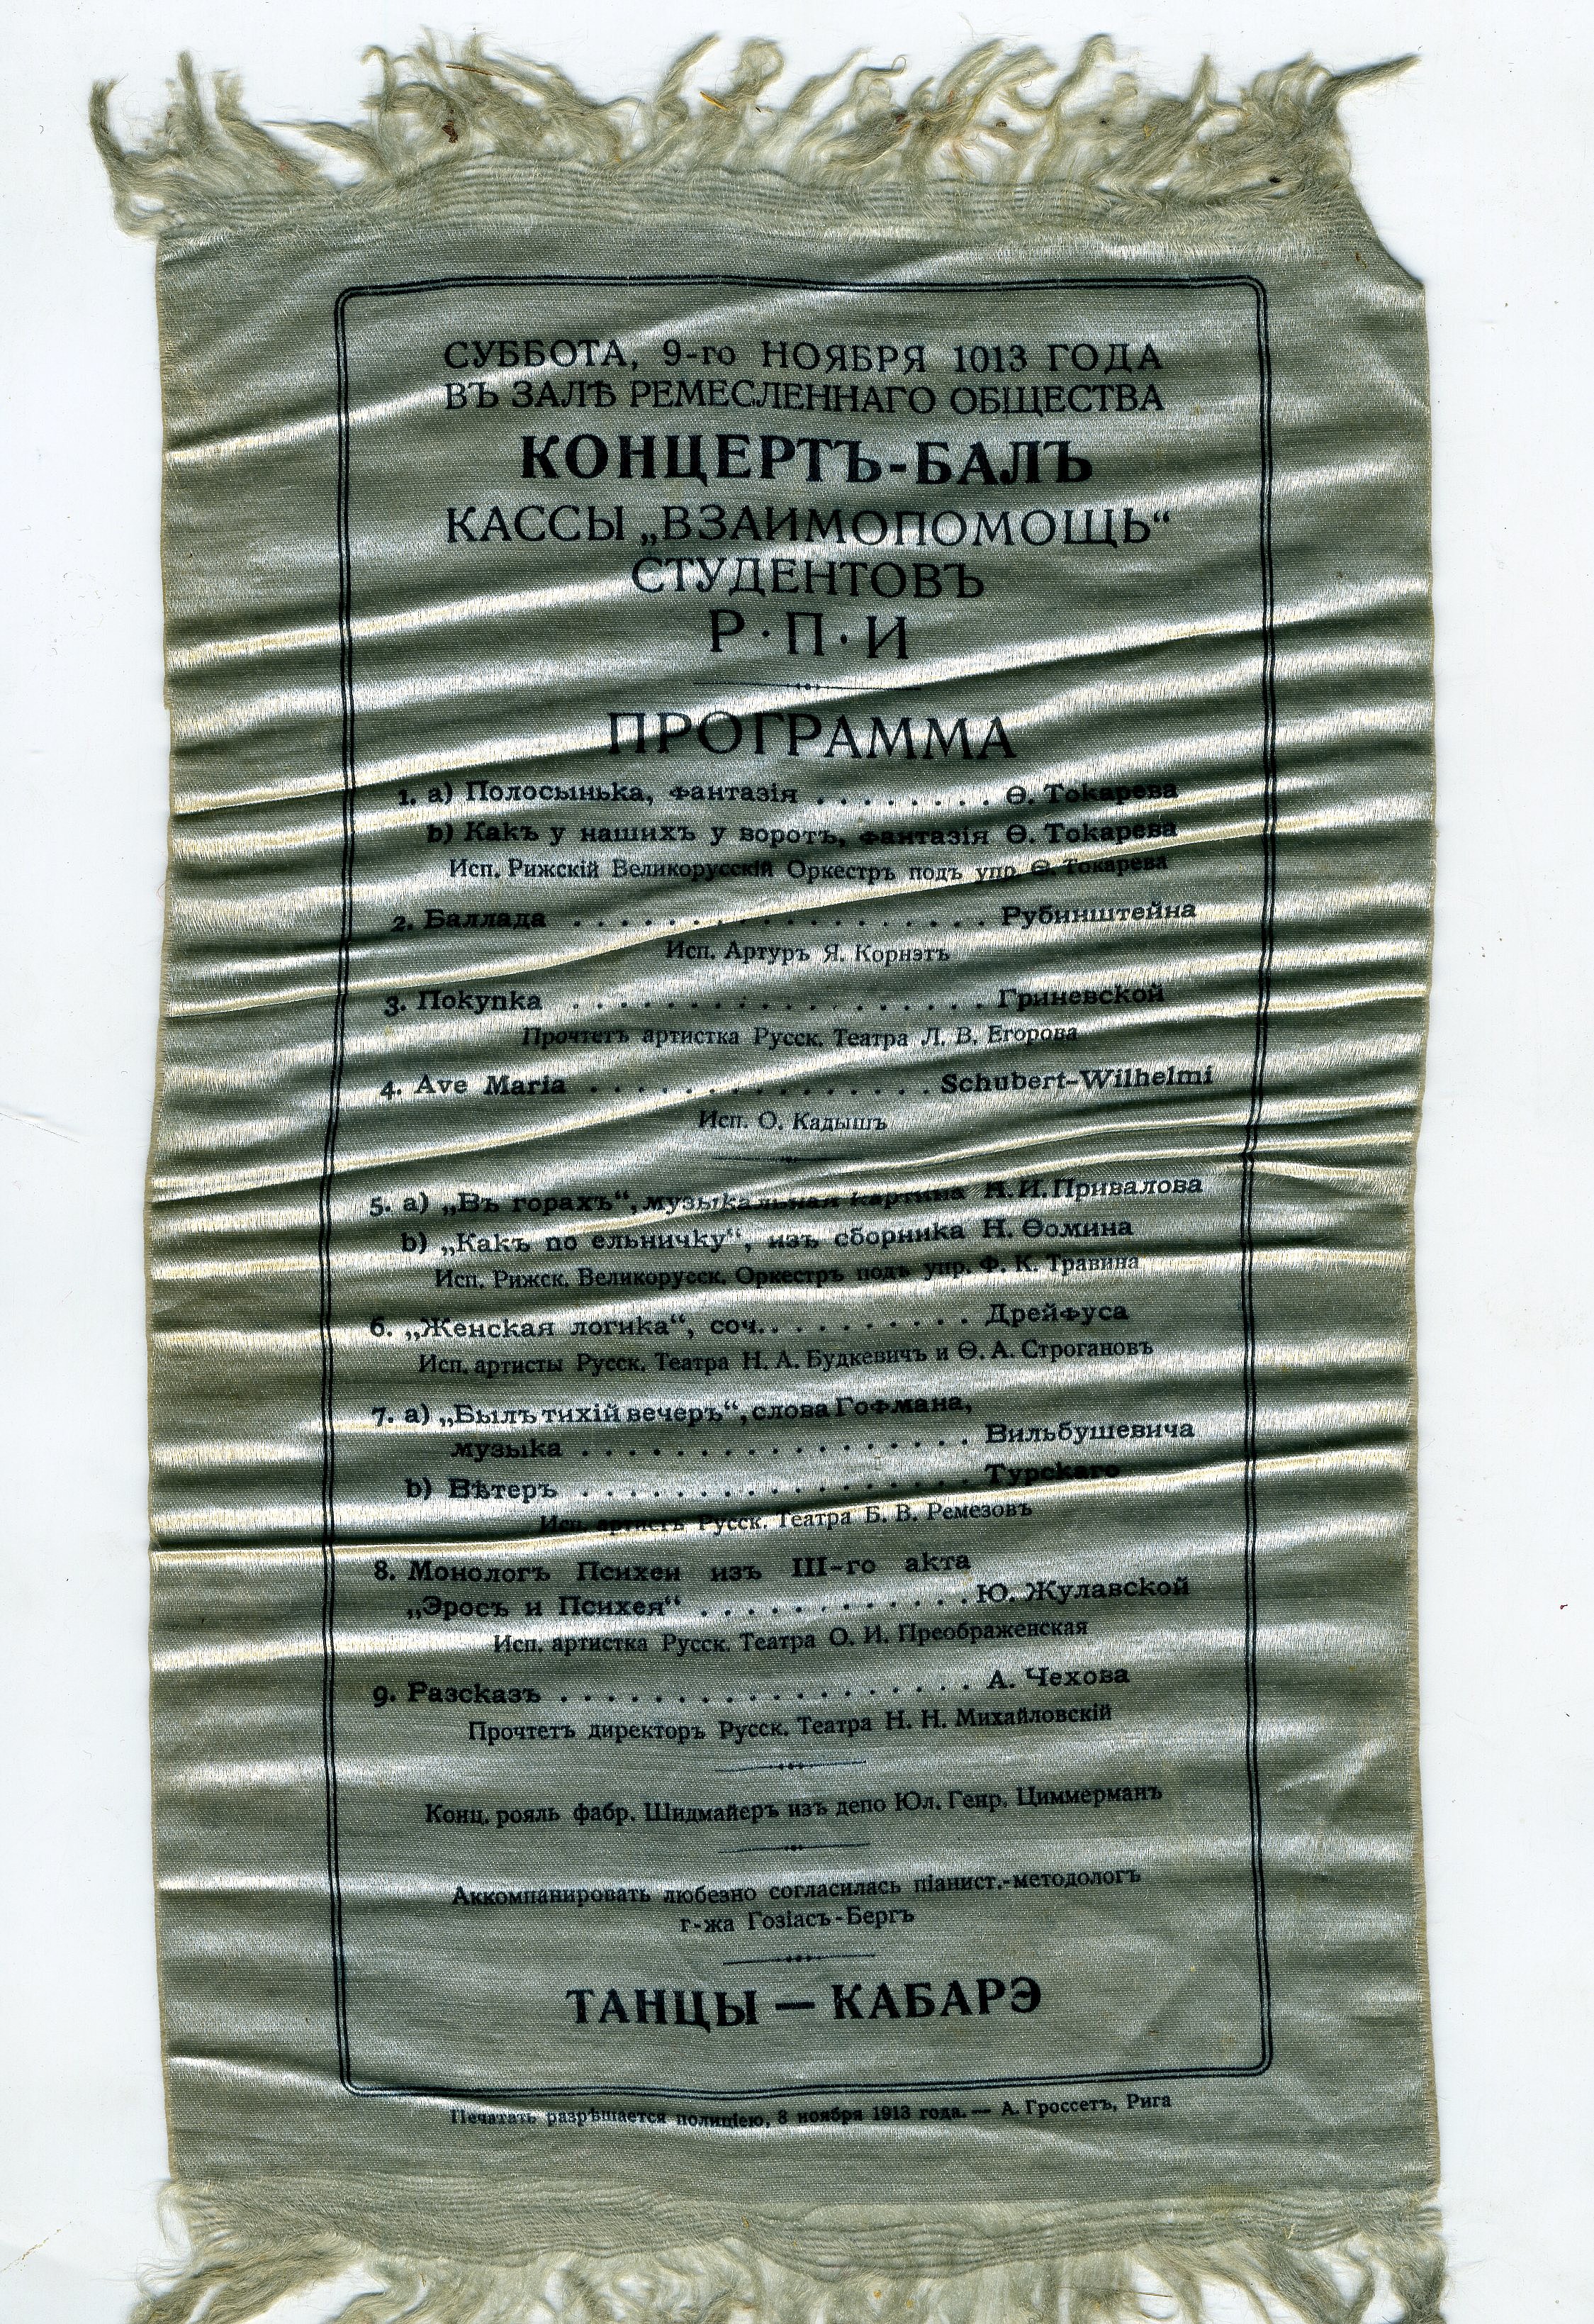 СУББОТА, 9-го НОЯБРЯ 1013 ГОДА
ВЪ ЗАЛѢ РЕМЕСЛЕННАГО ОБЩЕСТВА
КОНЦЕРТЪ-БАЛЪ
КАССЫ „ВЗАИМОПОМОЩЬ“
СТУДЕНТОВЪ
Р·П·И
ПРОГРАММА
1. a) Полосынька, фантазія . . . . . . . . Ѳ. Токарева
b) Какъ у нашихъ у воротъ, фантазія Ѳ. Токарева
Исп. Рижскій Великорусскій Оркестръ подъ упр. Ѳ. Токарева
2. Баллада . . . . . . . . . . . . . . . . . . Рубинштейна
Исп. Артуръ Я. Корнэтъ
3. Покупка . . . . . . . . . . . . . . . . . . Гриневской
Прочтетъ артистка Русск. Театра Л. В. Егорова
4. Ave Maria . . . . . . . . . . . . . . . Schubert-Wilhelmi
Исп. О. Кадышъ
5. a) „Въ горахъ“, музыкальная картина Н. И. Привалова
b) „Какъ по ельничку“, изъ сборника Н. Ѳомина
Исп. Рижск. Великорусск. Оркестръ подъ упр. Ф. К. Травина
6. „Женская логика“, соч. . . . . . . . . . . Дрейфуса
Исп. артисты Русск. Театра Н. А. Будкевичъ и Ѳ. А. Строгановъ
7. a) „Былъ тихій вечеръ“, слова Гофмана,
музыка . . . . . . . . . . . . . . . . . Вильбушевича
b) Вѣтеръ . . . . . . . . . . . . . . . . . Турскаго
Исп. артистъ Русск. Театра Б. В. Ремезовъ
8. Монологъ Психеи изъ III-го акта
„Эросъ и Психея“ . . . . . . . . . . . . Ю. Жулавской
Исп. артистка Русск. Театра О. И. Преображенская
9. Разсказъ . . . . . . . . . . . . . . . . . . А. Чехова
Прочтетъ директоръ Русск. Театра Н. Н. Михайловскій
Конц. рояль фабр. Шидмайеръ изъ депо Юл. Генр. Циммерманъ
Аккомпанировать любезно согласилась піанист.-методологъ
г-жа Гозіасъ-Бергъ
ТАНЦЫ — КАБАРЭ
Печатать разрѣшается полиціею, 8 ноября 1913 года. — А. Гроссетъ, Рига